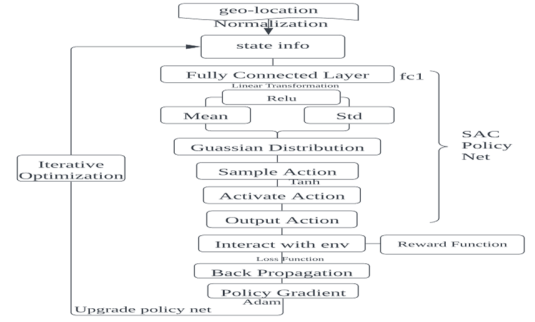 geo-location
Normalization
state info
Fully Connected Layer fc1
Linear Transformation
Relu
Mean Std
SAC
Policy
Net
Guassian Distribution
Iterative
Optimization
Sample Action
Tanh
Activate Action
Output Action
Interact with env Reward Function
Loss Function
Back Propagation
Policy Gradient
Adam
Upgrade policy net